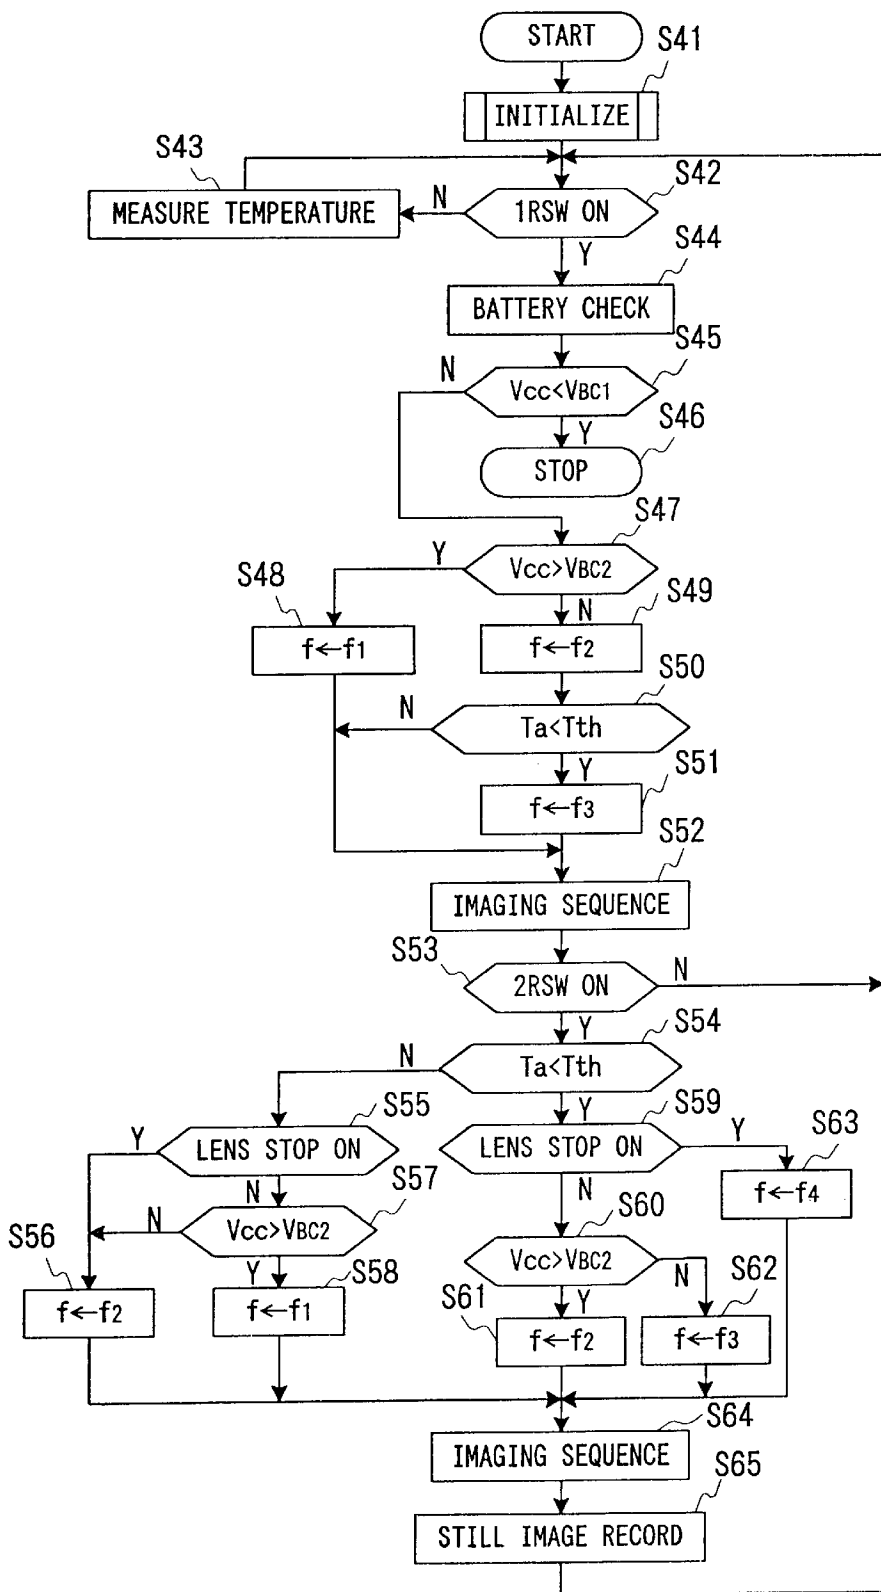 START
S41
INITIALIZE
S43
S42
MEASURE TEMPERATURE
N
1RSW ON
Y
S44
BATTERY CHECK
S45
N
Vcc<VBC1
Y
S46
STOP
S47
Y
Vcc>VBC2
S48
N
S49
f←f1
f←f2
S50
N
Ta<Tth
Y
S51
f←f3
S52
IMAGING SEQUENCE
S53
2RSW ON
N
Y
S54
N
Ta<Tth
S55
Y
S59
Y
LENS STOP ON
LENS STOP ON
Y
S63
N
S57
N
f←f4
S56
N
Vcc>VBC2
S60
Y
S58
Vcc>VBC2
N
S62
f←f2
f←f1
S61
Y
f←f2
f←f3
S64
IMAGING SEQUENCE
S65
STILL IMAGE RECORD